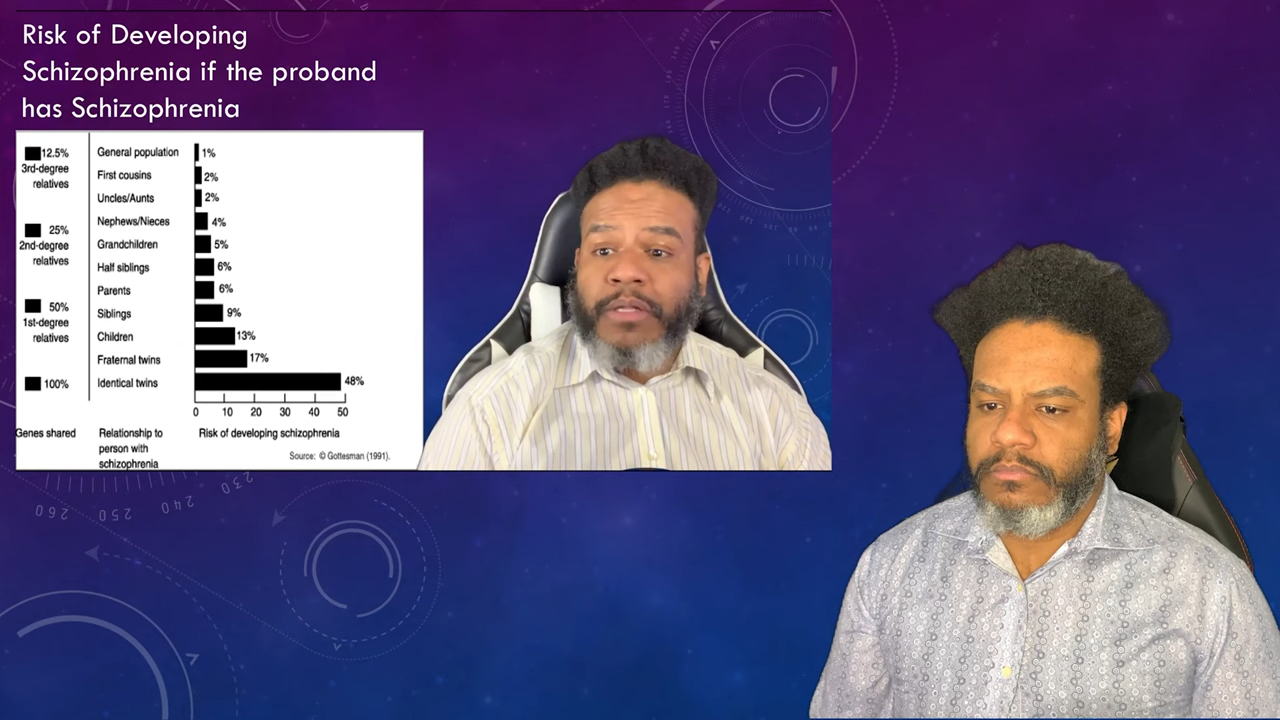 Risk of Developing
Schizophrenia if the proband
has Schizophrenia
12.5%
3rd-degree
relatives
25%
2nd-degree
relatives
50%
1st-degree
relatives
100%
Genes shared
General population 1%
First cousins 2%
Uncles/Aunts 2%
Nephews/Nieces 4%
Grandchildren 5%
Half siblings 6%
Parents 6%
Siblings 9%
Children 13%
Fraternal twins 17%
Identical twins 48%
0 10 20 30 40 50
Relationship to
person with
schizophrenia
Risk of developing schizophrenia
Source: © Gottesman (1991).
260 250 240 230